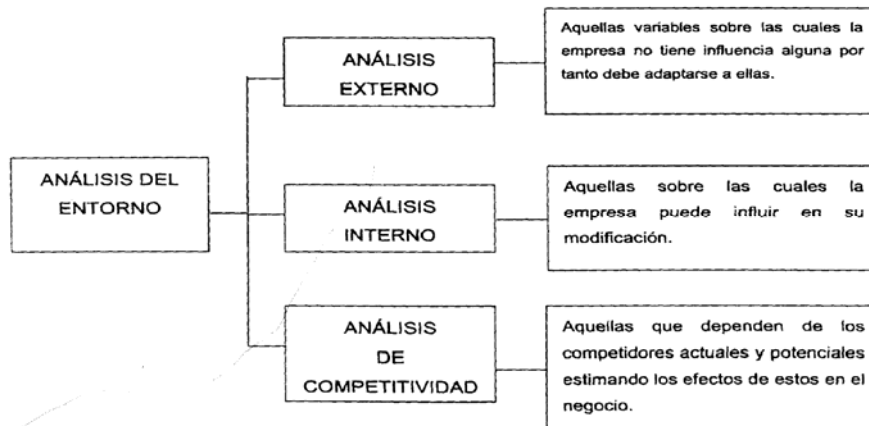 ANÁLISIS DEL
ENTORNO
ANÁLISIS
EXTERNO
Aquellas variables sobre las cuales la
empresa no tiene influencia alguna por
tanto debe adaptarse a ellas.
ANÁLISIS
INTERNO
Aquellas sobre las cuales la
empresa puede influir en su
modificación.
ANÁLISIS
DE
COMPETITIVIDAD
Aquellas que dependen de los
competidores actuales y potenciales
estimando los efectos de estos en el
negocio.